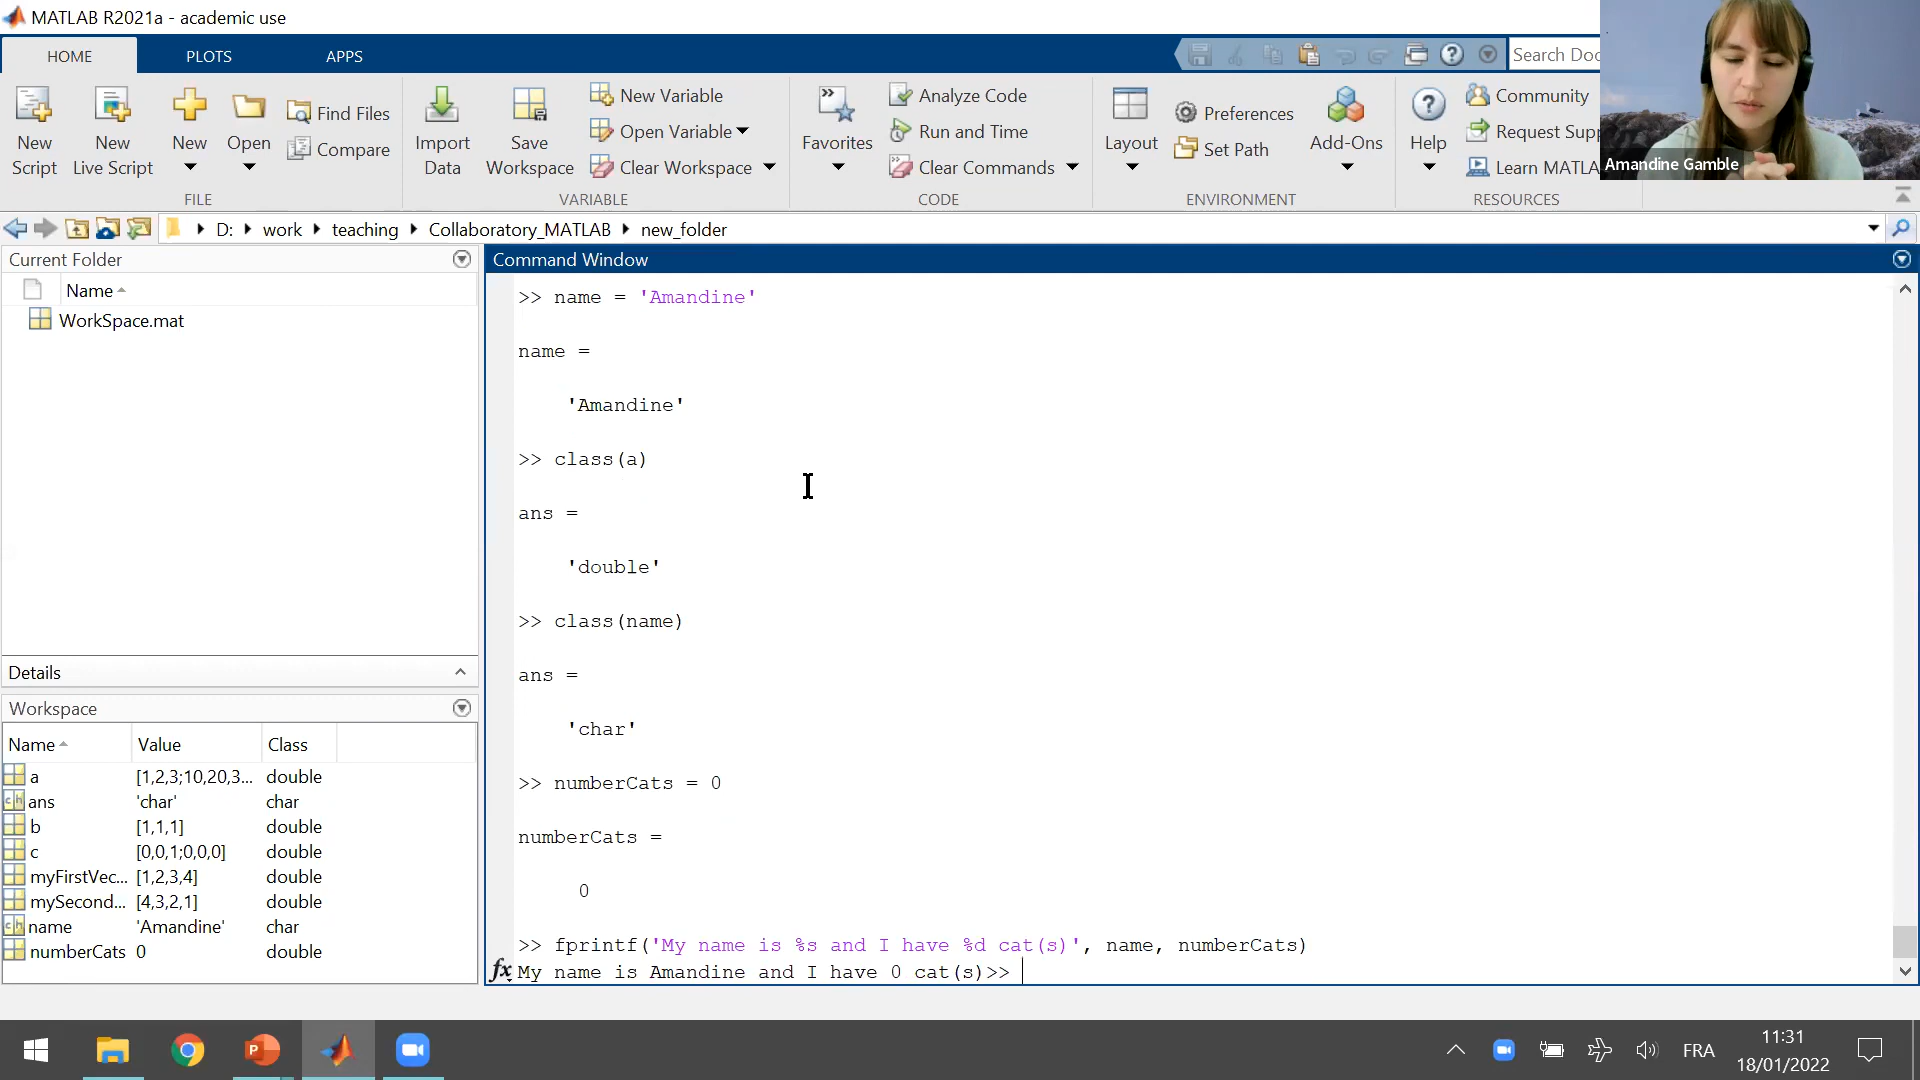 MATLAB R2021a - academic use
HOME PLOTS APPS
Search Doc
New Script
New Live Script
New
Open
Find Files
Compare
FILE
Import Data
Save Workspace
New Variable
Open Variable
Clear Workspace
VARIABLE
Favorites
Analyze Code
Run and Time
Clear Commands
CODE
Layout
Preferences
Set Path
Add-Ons
ENVIRONMENT
Help
Community
Request Supp
Learn MATLA
RESOURCES
Amandine Gamble
D: work teaching Collaboratory_MATLAB new_folder
Current Folder
Name
WorkSpace.mat
Details
Workspace
Name Value Class
a [1,2,3;10,20,3... double
ans 'char' char
b [1,1,1] double
c [0,0,1;0,0,0] double
myFirstVec... [1,2,3,4] double
mySecond... [4,3,2,1] double
name 'Amandine' char
numberCats 0 double
Command Window
>> name = 'Amandine'
name =
'Amandine'
>> class(a)
ans =
'double'
>> class(name)
ans =
'char'
>> numberCats = 0
numberCats =
0
>> fprintf('My name is %s and I have %d cat(s)', name, numberCats)
fx My name is Amandine and I have 0 cat(s)>>
FRA
11:31
18/01/2022